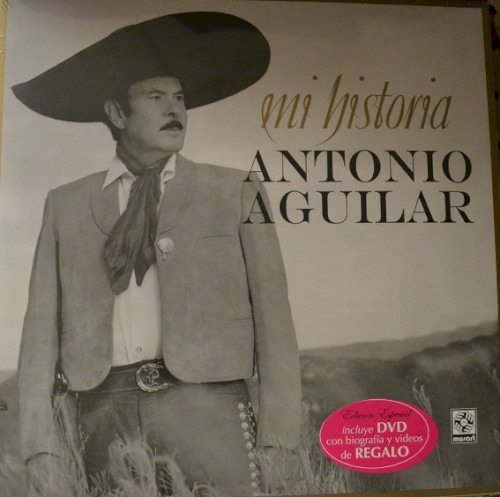 mi historia
ANTONIO
AGUILAR
Edición Especial
incluye DVD
con biografía y videos
de REGALO
musart